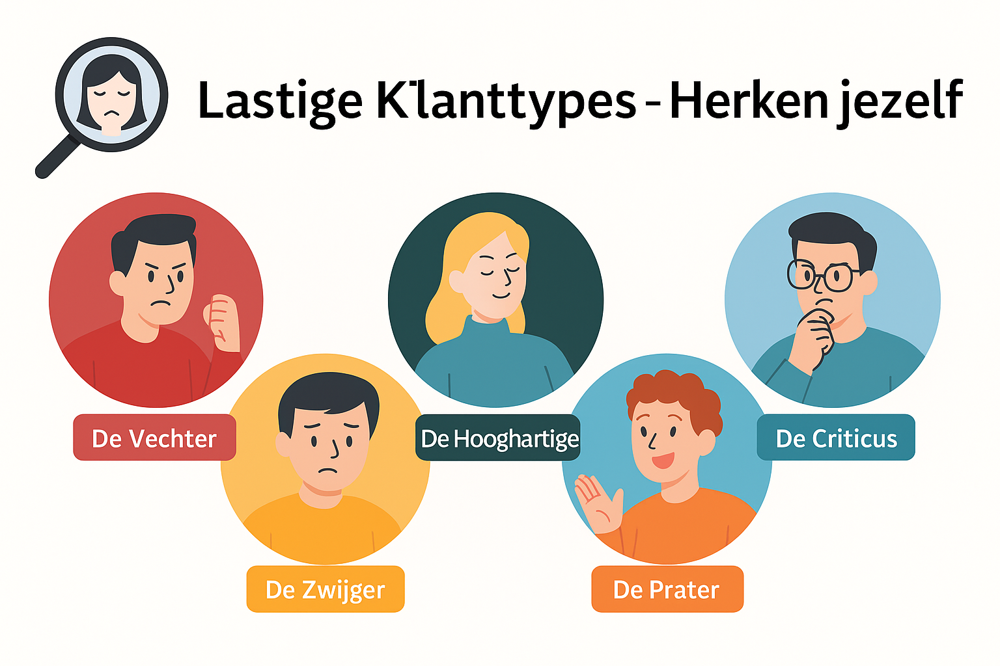 Lastige Klanttypes - Herken jezelf
De Vechter
De Hooghartige
De Criticus
De Zwijger
De Prater